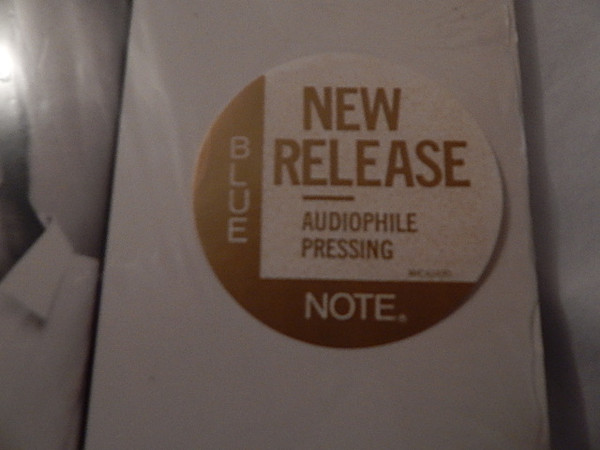 BLUE
NEW
RELEASE
AUDIOPHILE
PRESSING
NOTE®